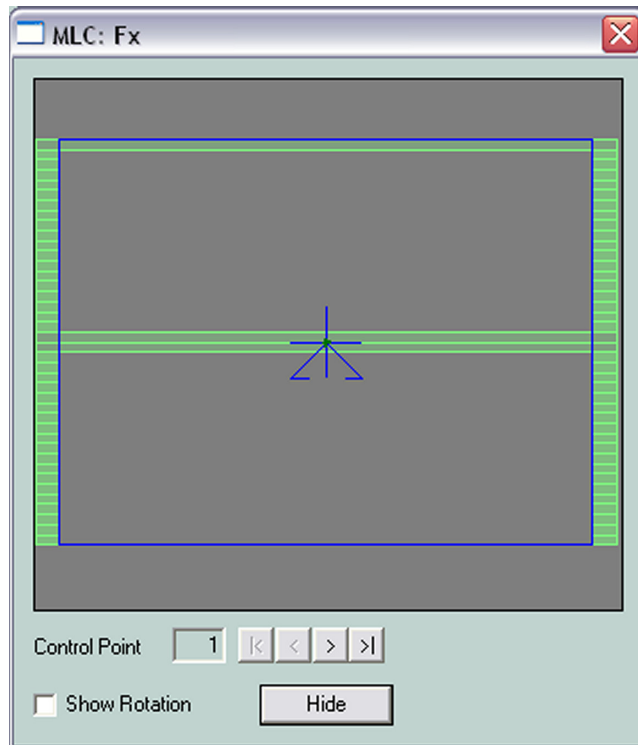 MLC: Fx
Control Point 1 |< < > >|
Show Rotation Hide